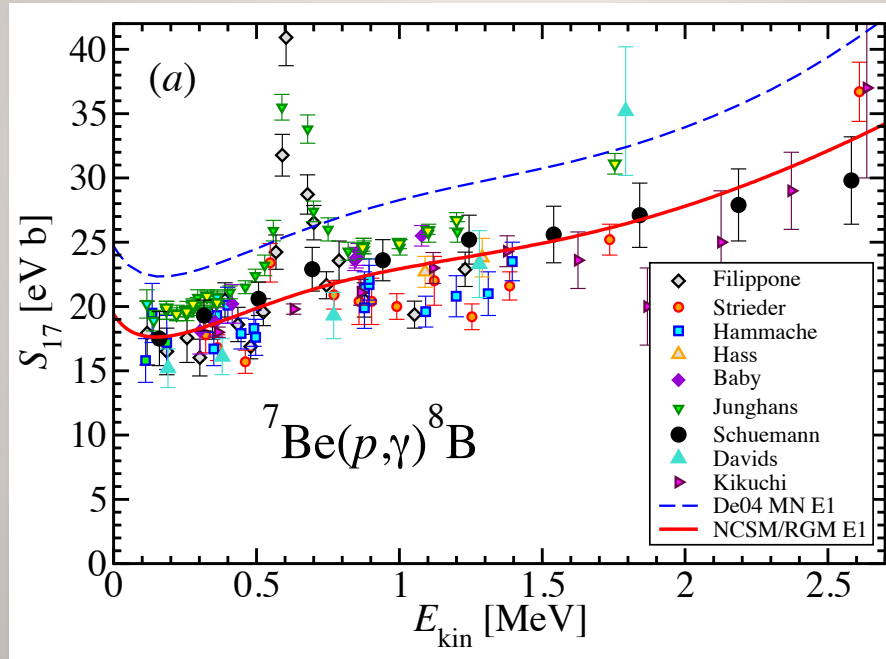 (a)
40
35
30
25
20
15
10
5
0
S17 [eV b]
⁷Be(p,γ)⁸B
Filippone
Strieder
Hammache
Hass
Baby
Junghans
Schuemann
Davids
Kikuchi
De04 MN E1
NCSM/RGM E1
0 0.5 1 1.5 2 2.5
Ekin [MeV]